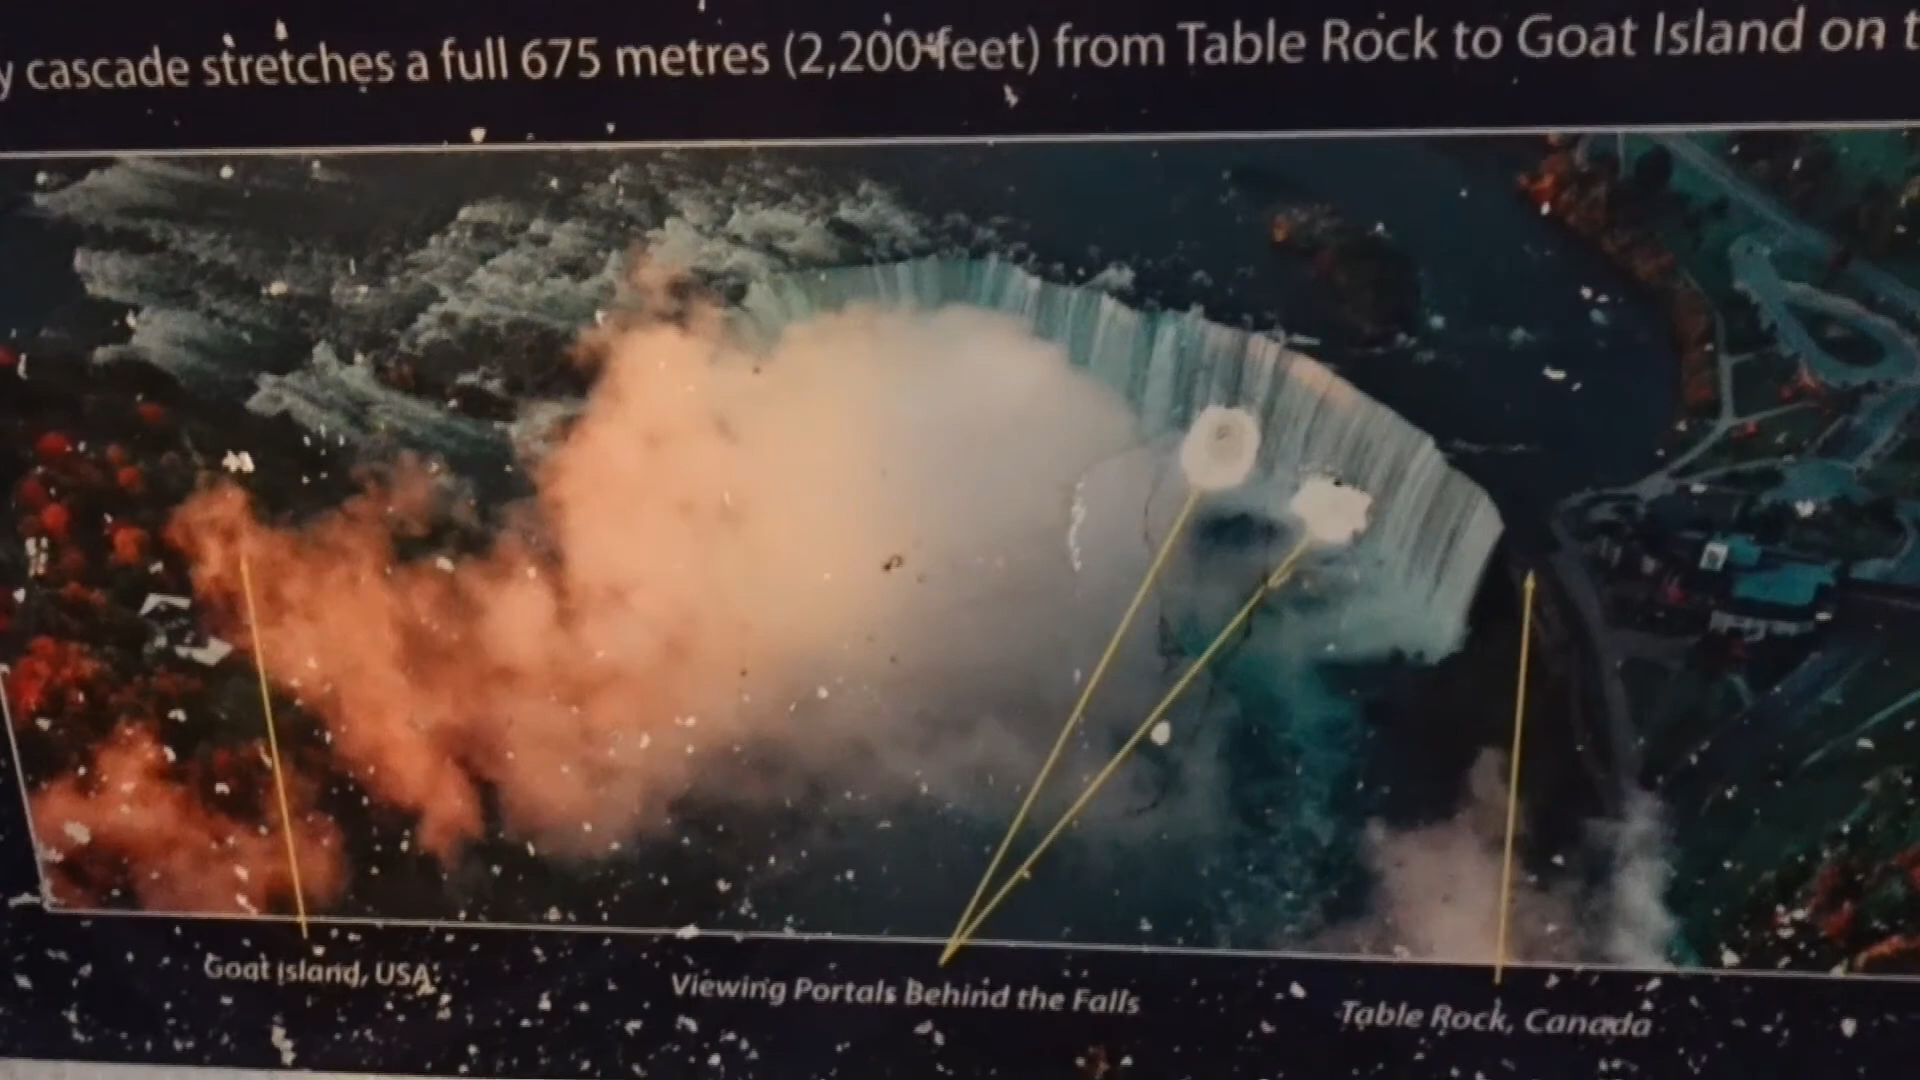 y cascade stretches a full 675 metres (2,200 feet) from Table Rock to Goat Island on t
Goat Island, USA
Viewing Portals Behind the Falls
Table Rock, Canada